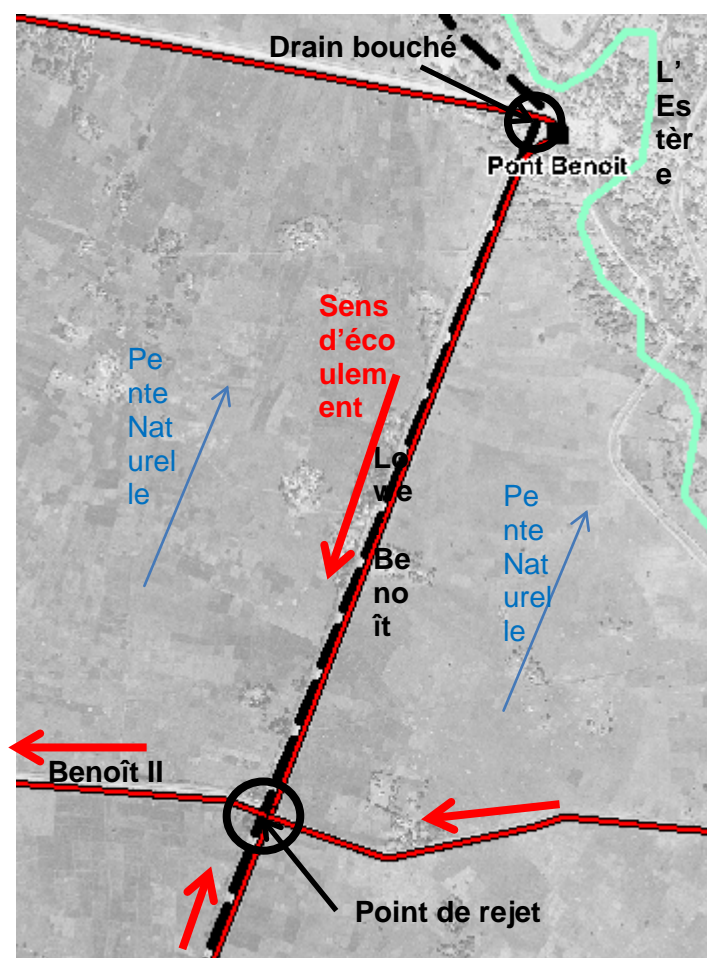 Drain bouché
L’
Es
tèr
e
Pont Benoit
Sens
d’éco
ulem
ent
Pe
nte
Nat
urel
le
Lo
we
Be
no
ît
Pe
nte
Nat
urel
le
Benoît II
Point de rejet